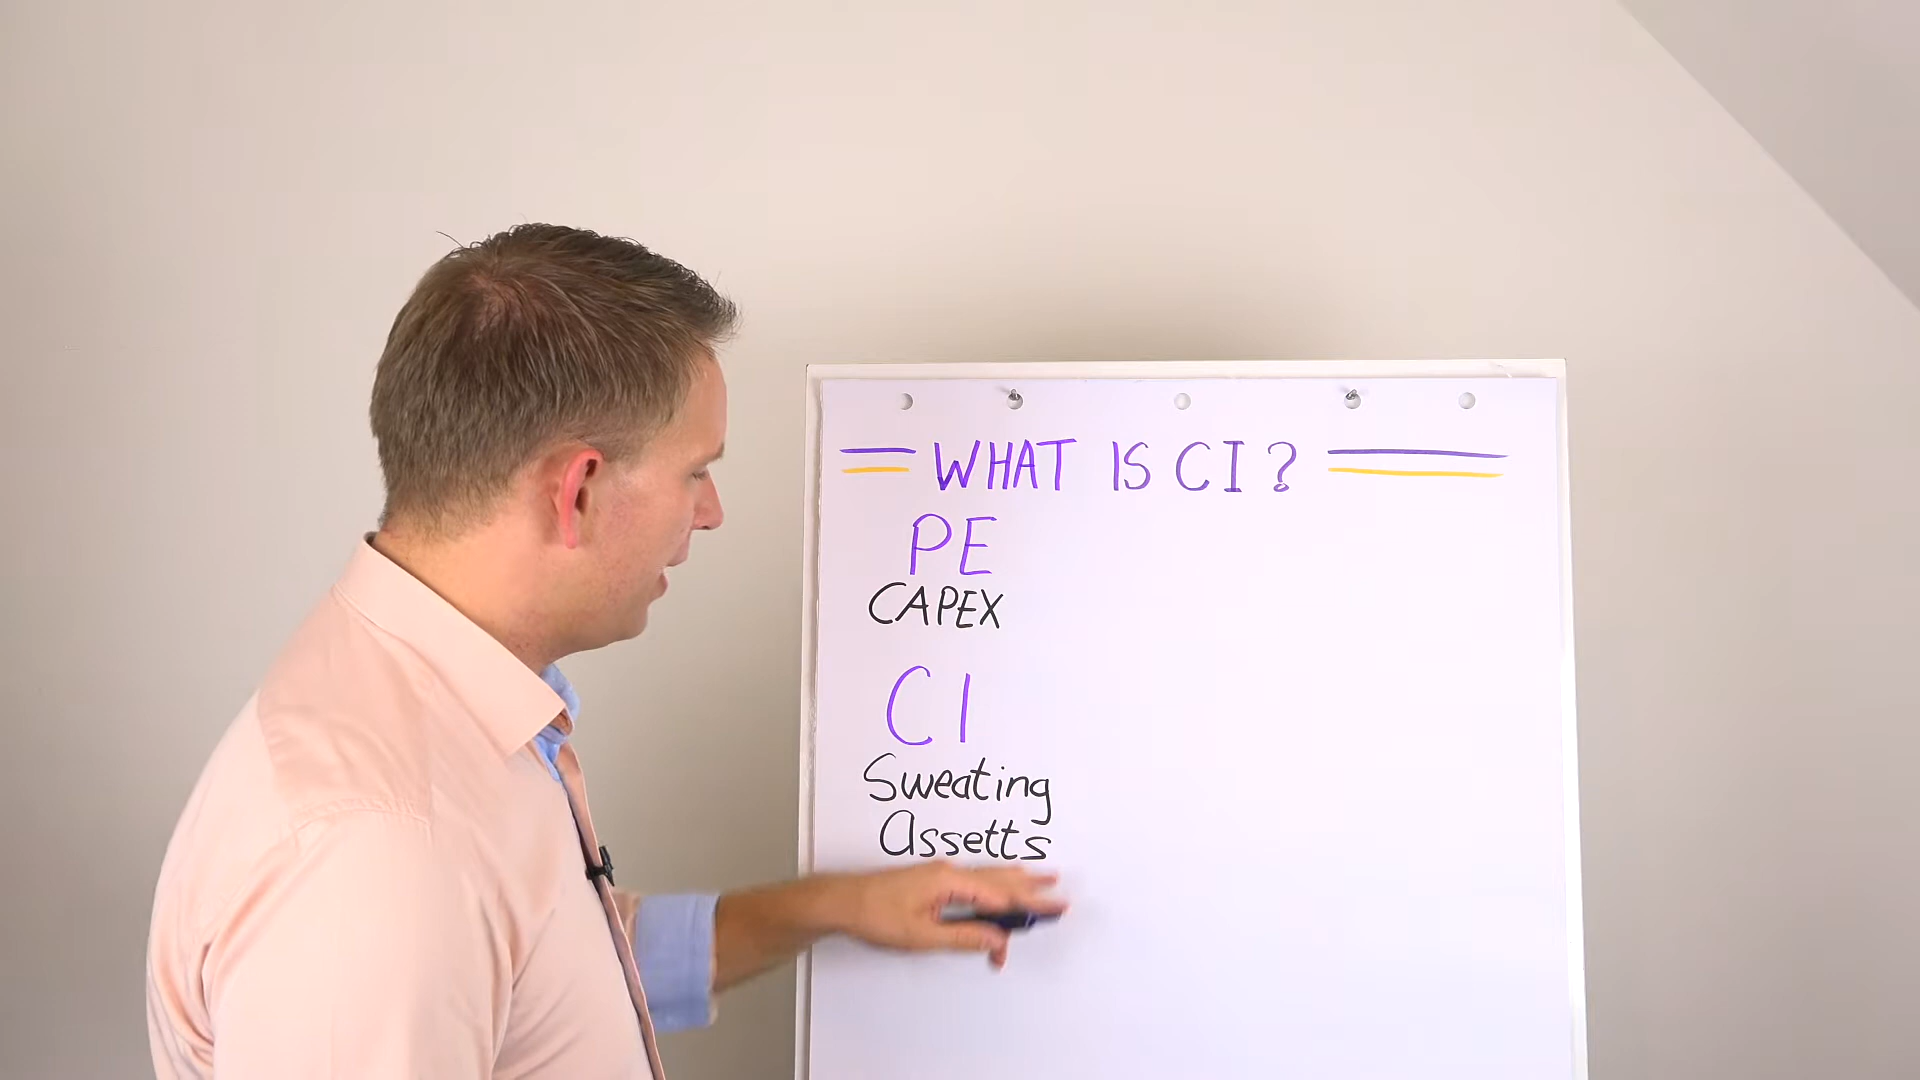 WHAT IS CI?
PE
CAPEX
CI
Sweating
assetts